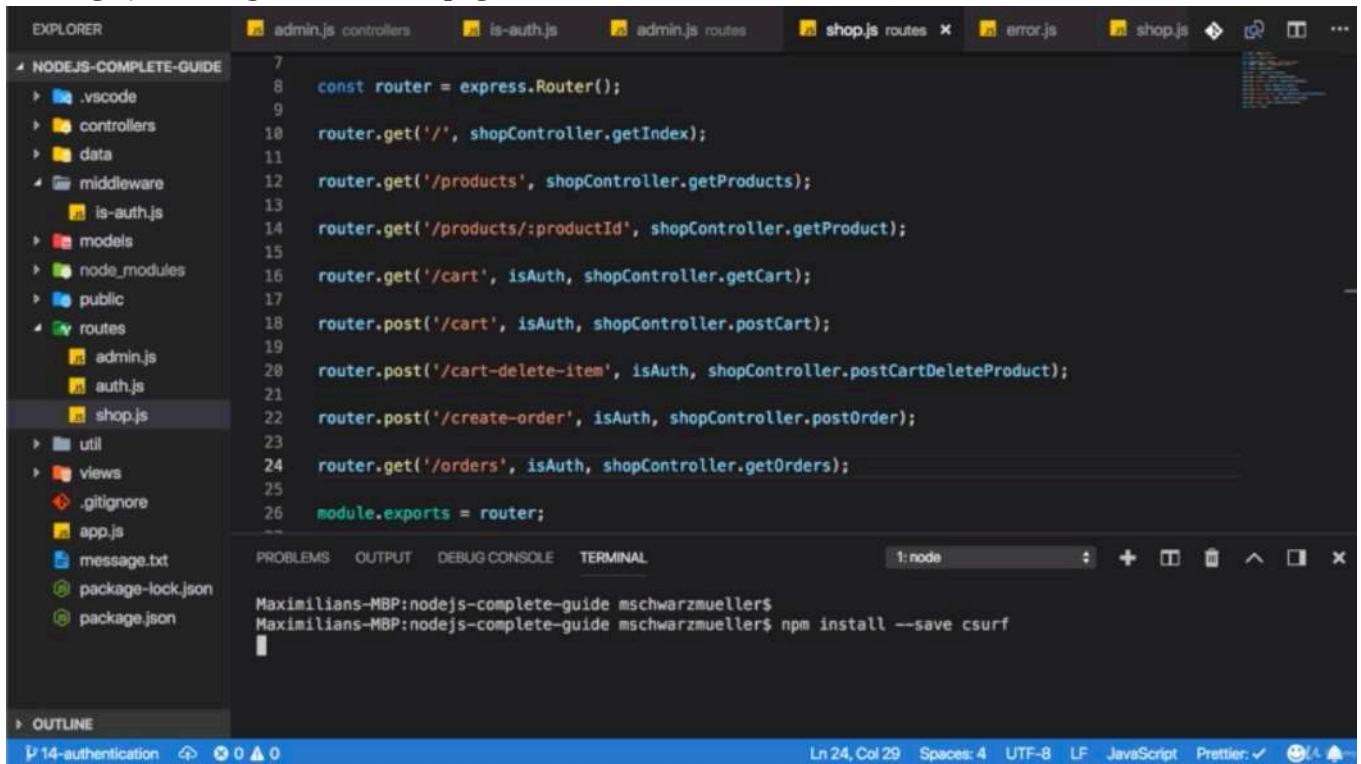 EXPLORER
admin.js controllers
is-auth.js
admin.js routes
shop.js routes ×
error.js
shop.js
NODEJS-COMPLETE-GUIDE
.vscode
controllers
data
middleware
is-auth.js
models
node_modules
public
routes
admin.js
auth.js
shop.js
util
views
.gitignore
app.js
message.txt
package-lock.json
package.json
OUTLINE
7
8 const router = express.Router();
9
10 router.get('/', shopController.getIndex);
11
12 router.get('/products', shopController.getProducts);
13
14 router.get('/products/:productId', shopController.getProduct);
15
16 router.get('/cart', isAuth, shopController.getCart);
17
18 router.post('/cart', isAuth, shopController.postCart);
19
20 router.post('/cart-delete-item', isAuth, shopController.postCartDeleteProduct);
21
22 router.post('/create-order', isAuth, shopController.postOrder);
23
24 router.get('/orders', isAuth, shopController.getOrders);
25
26 module.exports = router;
PROBLEMS OUTPUT DEBUG CONSOLE TERMINAL 1: node
Maximilians-MBP:nodejs-complete-guide mschwarzmueller$
Maximilians-MBP:nodejs-complete-guide mschwarzmueller$ npm install --save csurf
14-authentication 0 0 Ln 24, Col 29 Spaces: 4 UTF-8 LF JavaScript Prettier: ✓